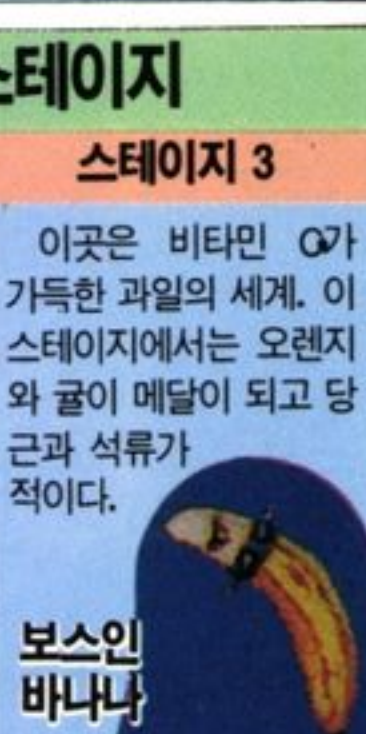 스테이지
스테이지 3
이곳은 비타민 C가
가득한 과일의 세계. 이
스테이지에서는 오렌지
와 귤이 메달이 되고 당
근과 석류가
적이다.
보스인
바나나